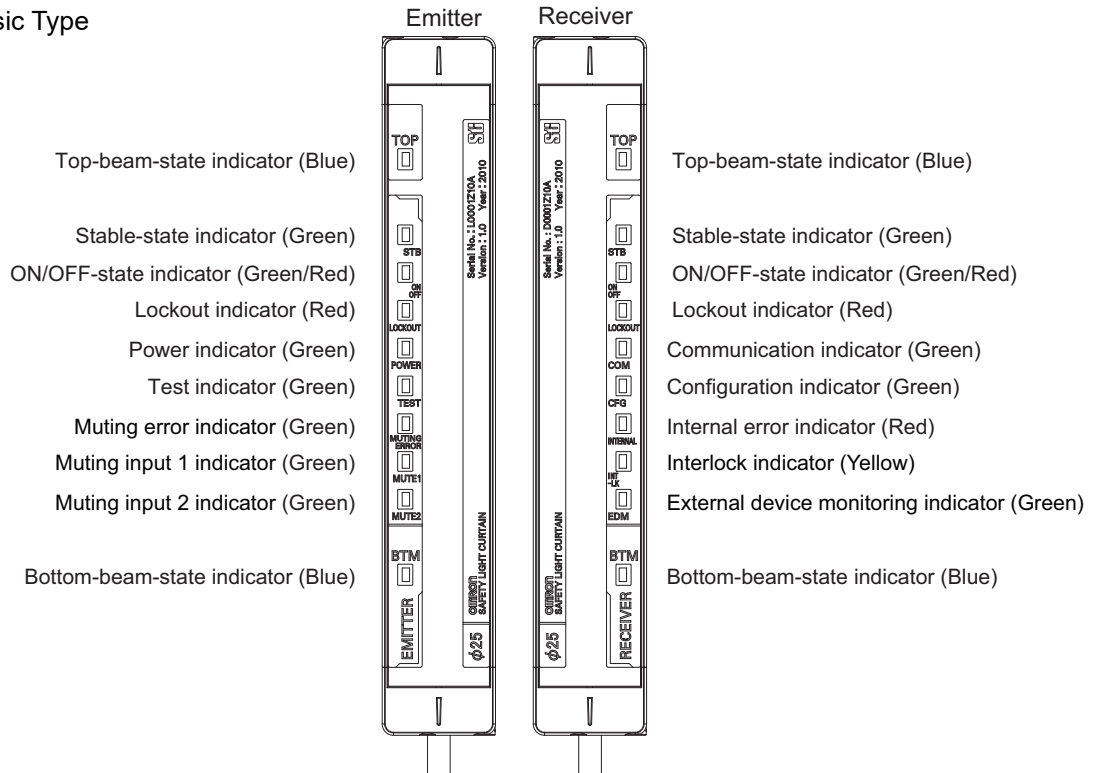 sic Type
Emitter
Receiver
Top-beam-state indicator (Blue)
Stable-state indicator (Green)
ON/OFF-state indicator (Green/Red)
Lockout indicator (Red)
Power indicator (Green)
Test indicator (Green)
Muting error indicator (Green)
Muting input 1 indicator (Green)
Muting input 2 indicator (Green)
Bottom-beam-state indicator (Blue)
TOP
STB
ON
OFF
LOCKOUT
POWER
TEST
MUTING
ERROR
MUTE1
MUTE2
BTM
EMITTER
Serial No. : L0001Z10A Year : 2010
Version : 1.0
OMRON
SAFETY LIGHT CURTAIN
ϕ25
Serial No. : D0001Z10A Year : 2010
Version : 1.0
OMRON
SAFETY LIGHT CURTAIN
ϕ25
TOP
STB
ON
OFF
LOCKOUT
COM
CFG
INTERNAL
INT
-LK
EDM
BTM
RECEIVER
Top-beam-state indicator (Blue)
Stable-state indicator (Green)
ON/OFF-state indicator (Green/Red)
Lockout indicator (Red)
Communication indicator (Green)
Configuration indicator (Green)
Internal error indicator (Red)
Interlock indicator (Yellow)
External device monitoring indicator (Green)
Bottom-beam-state indicator (Blue)